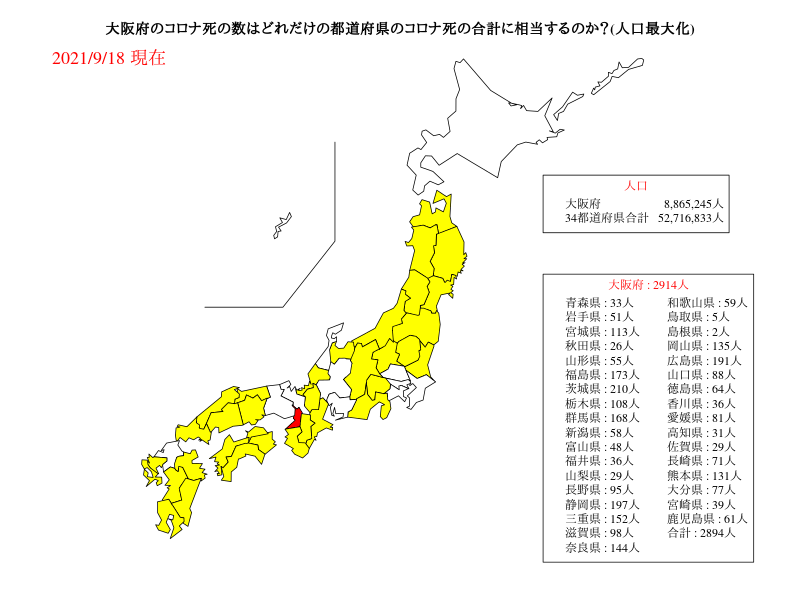 大阪府のコロナ死の数はどれだけの都道府県のコロナ死の合計に相当するのか?(人口最大化)
2021/9/18 現在
人口
大阪府 8,865,245人
34都道府県合計 52,716,833人
大阪府 : 2914人
青森県 : 33人 和歌山県 : 59人
岩手県 : 51人 鳥取県 : 5人
宮城県 : 113人 島根県 : 2人
秋田県 : 26人 岡山県 : 135人
山形県 : 55人 広島県 : 191人
福島県 : 173人 山口県 : 88人
茨城県 : 210人 徳島県 : 64人
栃木県 : 108人 香川県 : 36人
群馬県 : 168人 愛媛県 : 81人
新潟県 : 58人 高知県 : 31人
富山県 : 48人 佐賀県 : 29人
福井県 : 36人 長崎県 : 71人
山梨県 : 29人 熊本県 : 131人
長野県 : 95人 大分県 : 77人
静岡県 : 197人 宮崎県 : 39人
三重県 : 152人 鹿児島県 : 61人
滋賀県 : 98人 合計 : 2894人
奈良県 : 144人